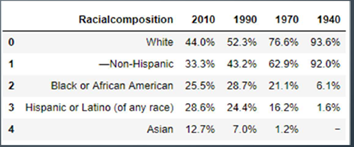 Racialcomposition 2010 1990 1970 1940
0 White 44.0% 52.3% 76.6% 93.6%
1 —Non-Hispanic 33.3% 43.2% 62.9% 92.0%
2 Black or African American 25.5% 28.7% 21.1% 6.1%
3 Hispanic or Latino (of any race) 28.6% 24.4% 16.2% 1.6%
4 Asian 12.7% 7.0% 1.2% −